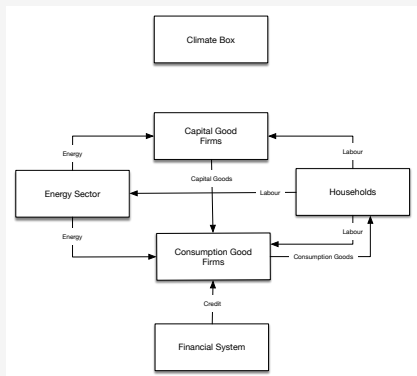 Climate Box
Capital Good
Firms
Energy
Labour
Capital Goods
Energy Sector
Labour
Households
Energy
Labour
Consumption Good
Firms
Consumption Goods
Credit
Financial System